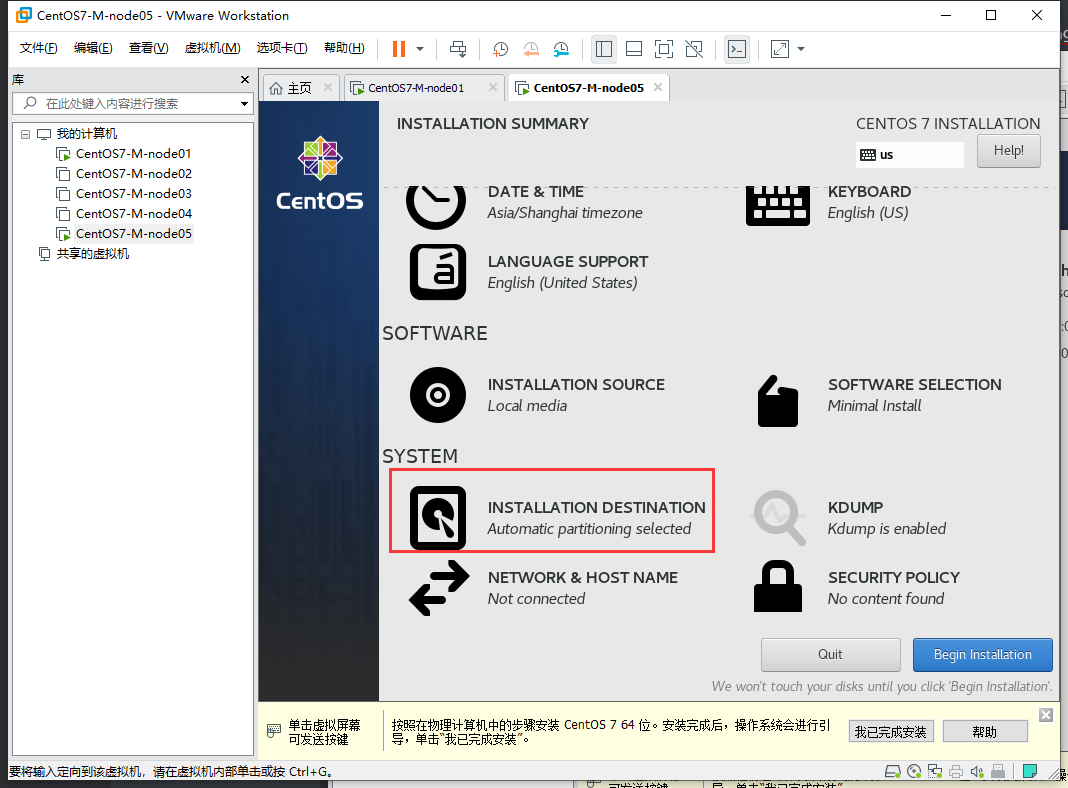 CentOS7-M-node05 - VMware Workstation
文件(F) 编辑(E) 查看(V) 虚拟机(M) 选项卡(T) 帮助(H)
库
在此处键入内容进行搜索
我的计算机
CentOS7-M-node01
CentOS7-M-node02
CentOS7-M-node03
CentOS7-M-node04
CentOS7-M-node05
共享的虚拟机
主页 CentOS7-M-node01 CentOS7-M-node05
CentOS
INSTALLATION SUMMARY
CENTOS 7 INSTALLATION
us
Help!
DATE & TIME
Asia/Shanghai timezone
KEYBOARD
English (US)
LANGUAGE SUPPORT
English (United States)
SOFTWARE
INSTALLATION SOURCE
Local media
SOFTWARE SELECTION
Minimal Install
SYSTEM
INSTALLATION DESTINATION
Automatic partitioning selected
KDUMP
Kdump is enabled
NETWORK & HOST NAME
Not connected
SECURITY POLICY
No content found
Quit
Begin Installation
We won't touch your disks until you click 'Begin Installation'.
单击虚拟屏幕
可发送按键
按照在物理计算机中的步骤安装 CentOS 7 64 位。安装完成后，操作系统会进行引
导，单击“我已完成安装”。
我已完成安装
帮助
要将输入定向到该虚拟机，请在虚拟机内部单击或按 Ctrl+G。